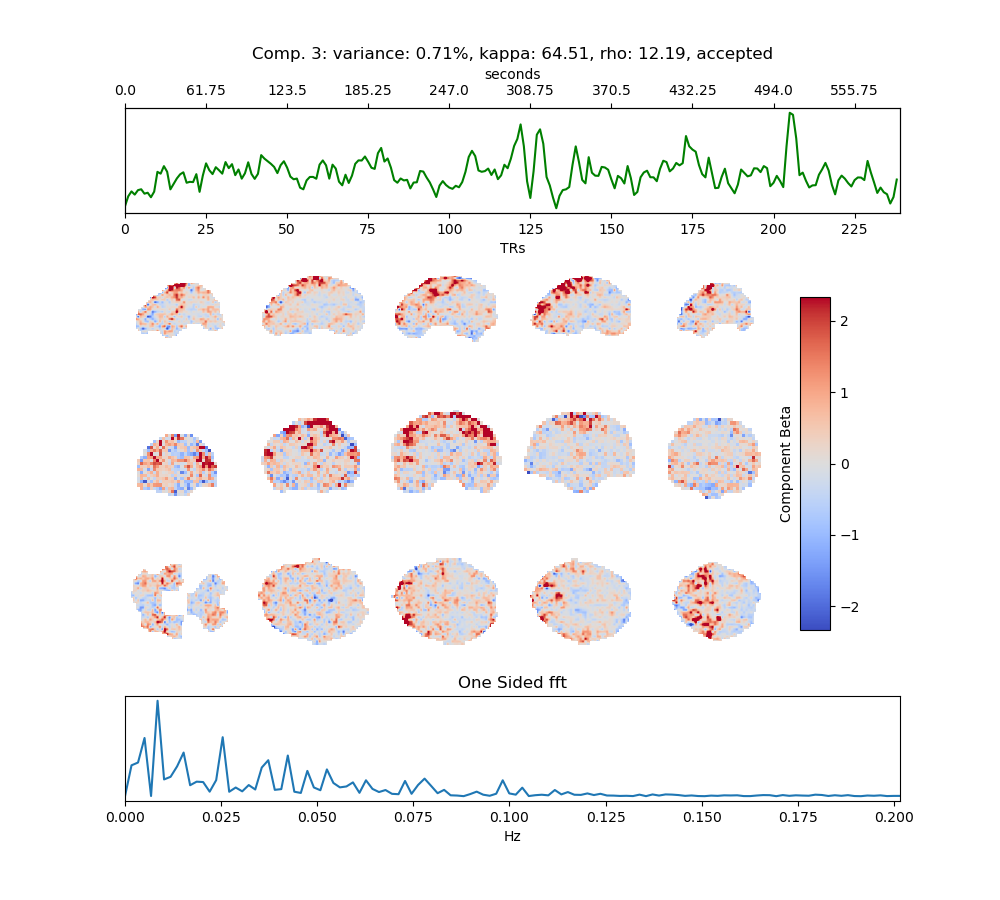 Comp. 3: variance: 0.71%, kappa: 64.51, rho: 12.19, accepted
seconds
0.0 61.75 123.5 185.25 247.0 308.75 370.5 432.25 494.0 555.75
0 25 50 75 100 125 150 175 200 225
TRs
2
1
0
−1
−2
Component Beta
One Sided fft
0.000 0.025 0.050 0.075 0.100 0.125 0.150 0.175 0.200
Hz